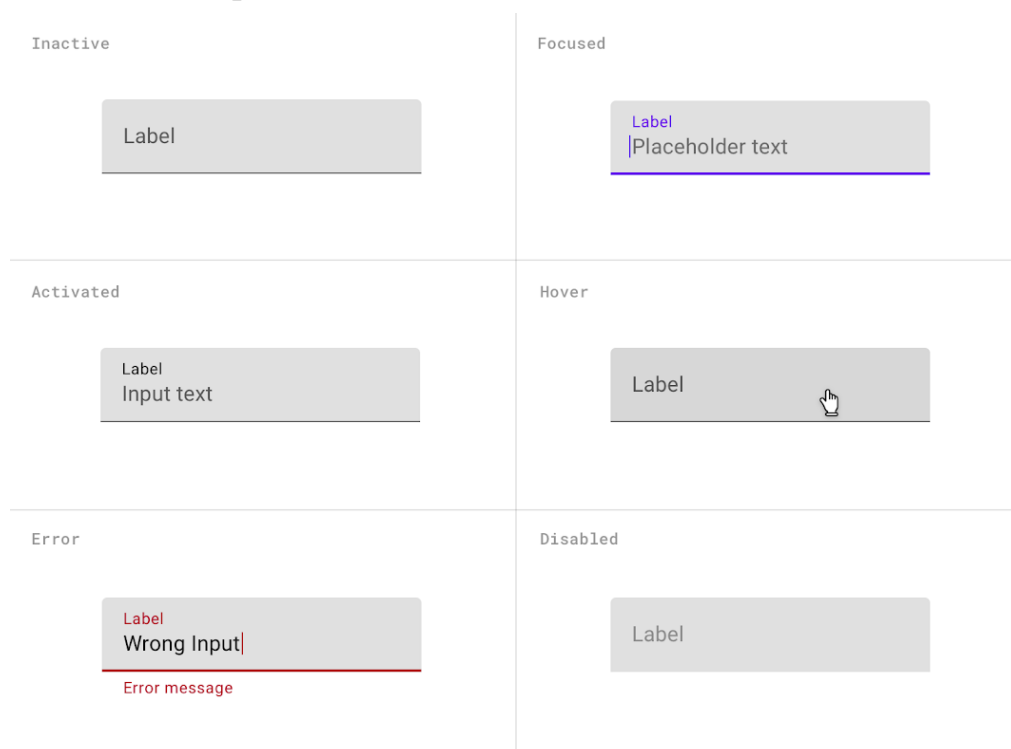 Inactive
Label
Focused
Label
Placeholder text
Activated
Label
Input text
Hover
Label
Error
Label
Wrong Input
Error message
Disabled
Label